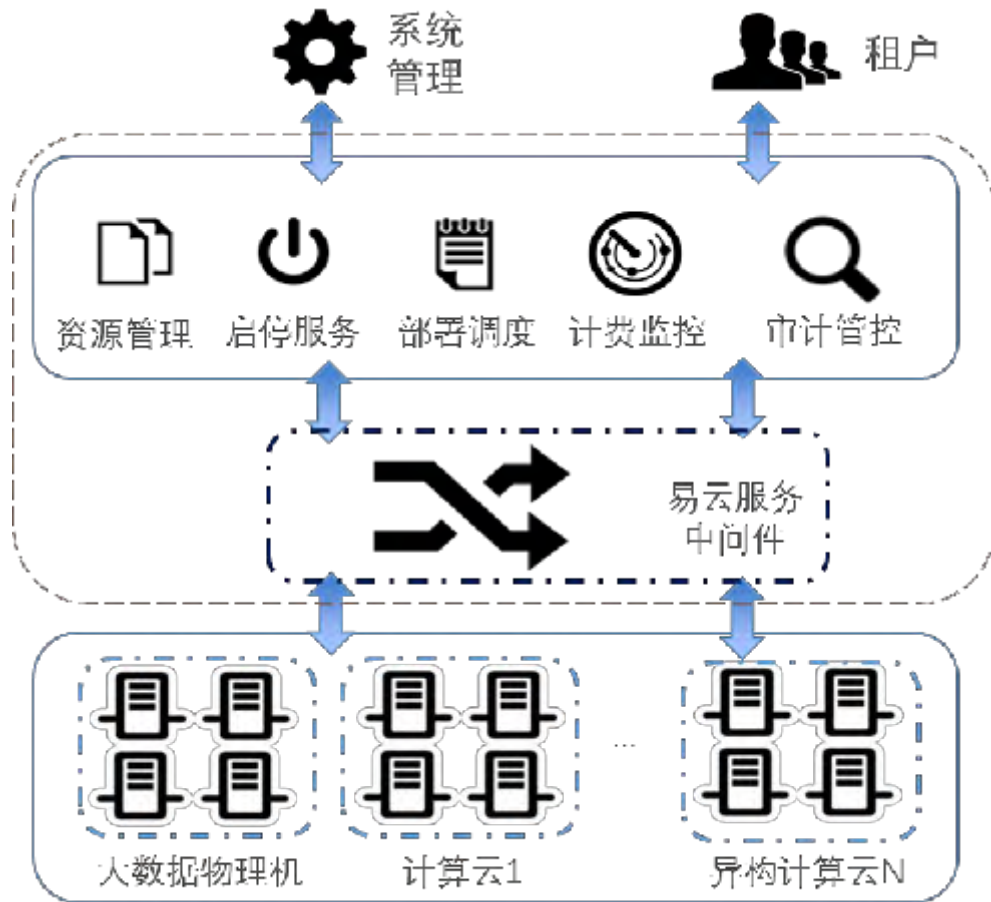 系统
管理
租户
资源管理
启停服务
部署调度
计费监控
审计管控
易云服务
中间件
...
大数据物理机
计算云1
异构计算云N